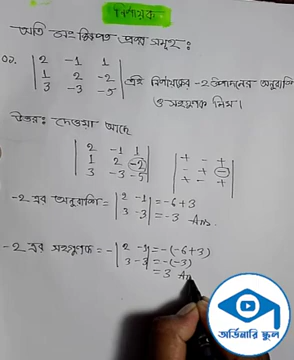 নির্ণায়ক
অতি সংক্ষিপ্ত প্রশ্ন সমূহ:
০১. | 2 -1 1 |
| 1 2 -2 | এই নির্ণায়কের -2 উপাদানের অনুরাশি
| 3 -3 -5 | ও সহগুণক লিখ।
উত্তর: দেওয়া আছে
| 2 -1 1 |
| 1 2 -2 |
| 3 -3 -5 |
| + - + |
| - + - |
| + - + |
-2 এর অনুরাশি = | 2 -1 | = -6+3
| 3 -3 | = -3 Ans.
-2 এর সহগুণক = - | 2 -1 | = -(-6+3)
| 3 -3 | = -(-3)
= 3 An
অর্ডিনারি স্কুল